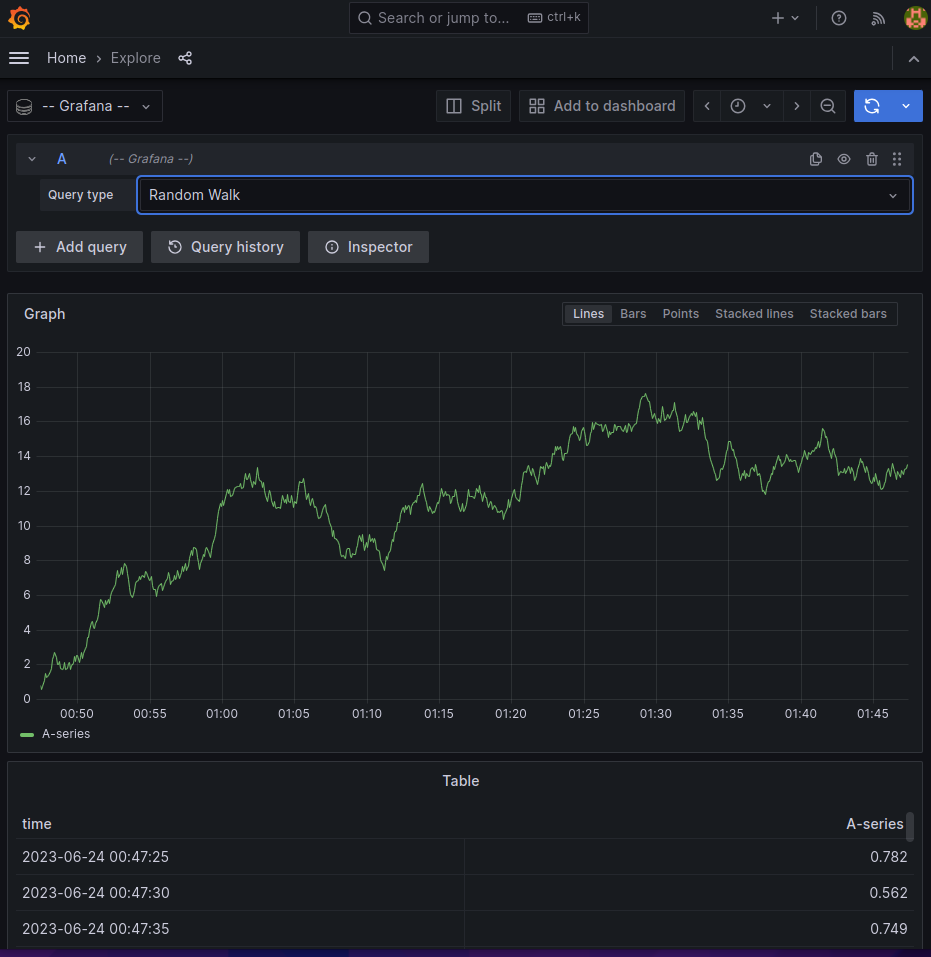 Search or jump to... ctrl+k
Home › Explore
-- Grafana -- Split Add to dashboard
A (-- Grafana --)
Query type Random Walk
+ Add query Query history Inspector
Graph Lines Bars Points Stacked lines Stacked bars
20
18
16
14
12
10
8
6
4
2
0
00:50 00:55 01:00 01:05 01:10 01:15 01:20 01:25 01:30 01:35 01:40 01:45
A-series
Table
time A-series
2023-06-24 00:47:25 0.782
2023-06-24 00:47:30 0.562
2023-06-24 00:47:35 0.749